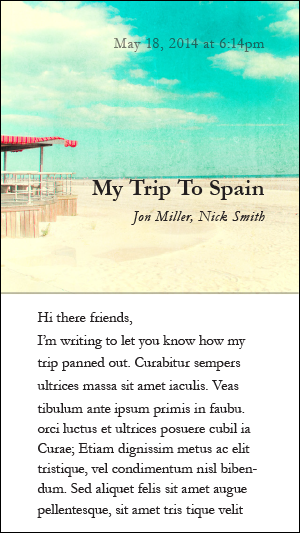 May 18, 2014 at 6:14pm
My Trip To Spain
Jon Miller, Nick Smith
Hi there friends,
I'm writing to let you know how my
trip panned out. Curabitur sempers
ultrices massa sit amet iaculis. Veas
tibulum ante ipsum primis in faubu.
orci luctus et ultrices posuere cubil ia
Curae; Etiam dignissim metus ac elit
tristique, vel condimentum nisl biben-
dum. Sed aliquet felis sit amet augue
pellentesque, sit amet tris tique velit